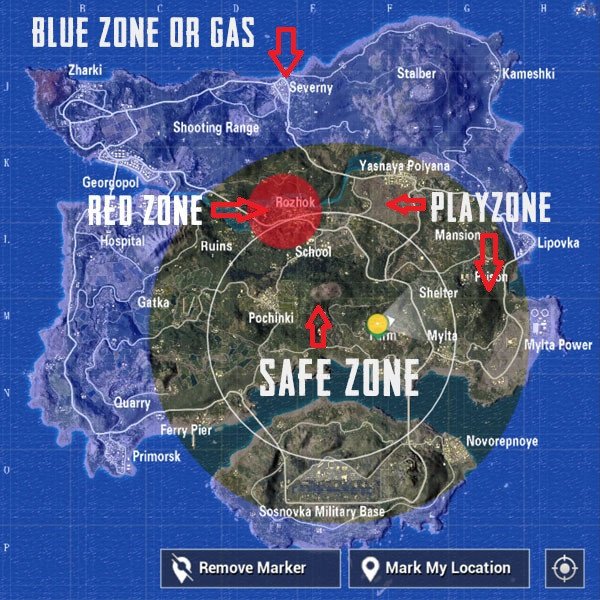 B C D E F G H
BLUE ZONE OR GAS
Zharki
Stalber
Kameshki
J
Severny
Shooting Range
K
Yasnaya Polyana
Georgopol
RED ZONE
Rozhok
PLAYZONE
L
Hospital
Ruins
School
Mansion
Lipovka
Prison
Gatka
Shelter
M
Pochinki
Farm
Mylta
Mylta Power
SAFE ZONE
N
Quarry
Ferry Pier
Novorepnoye
Primorsk
O
Sosnovka Military Base
P
Remove Marker
Mark My Location